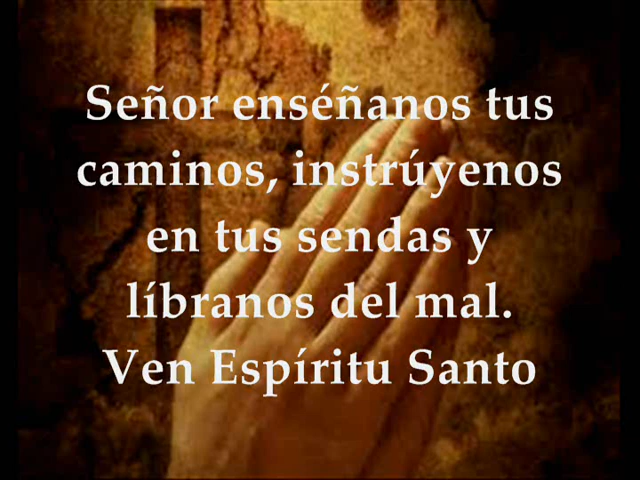 Señor enséñanos tus
caminos, instrúyenos
en tus sendas y
líbranos del mal.
Ven Espíritu Santo